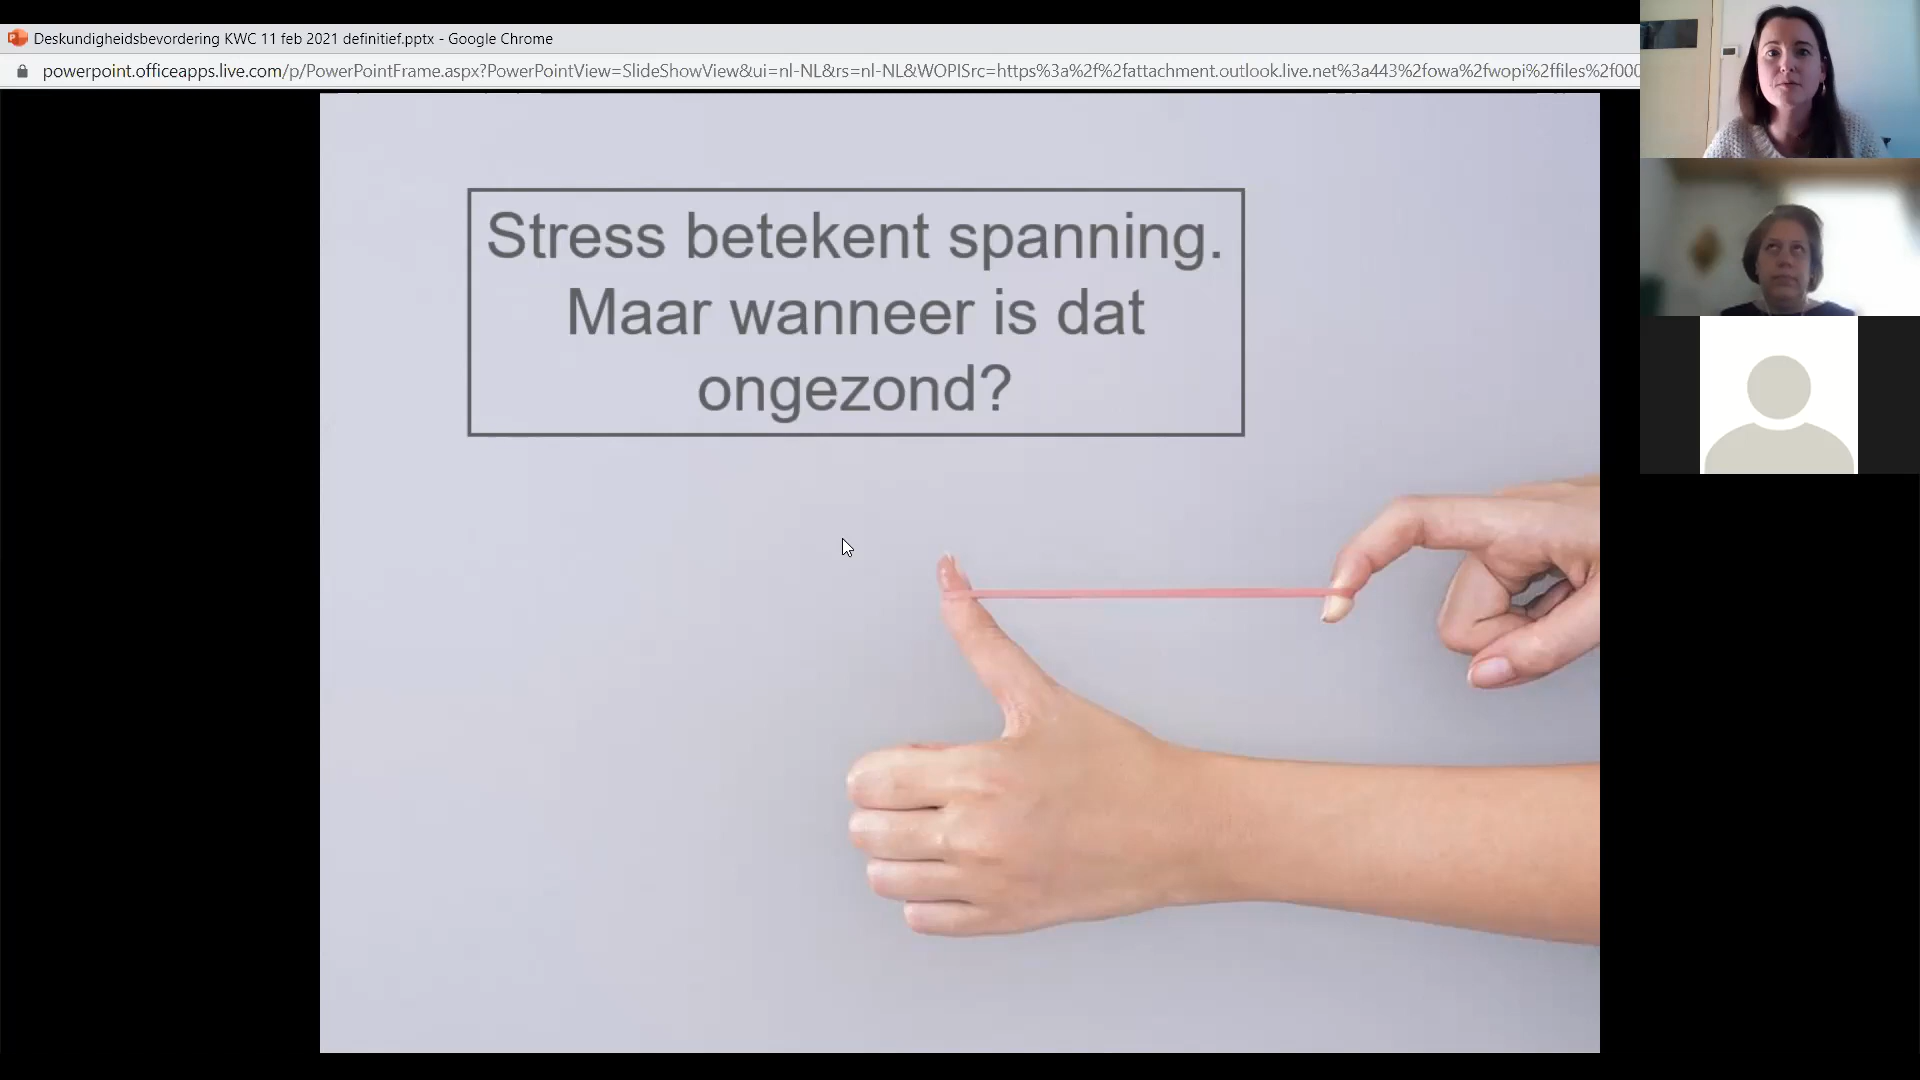 Deskundigheidsbevordering KWC 11 feb 2021 definitief.pptx - Google Chrome
powerpoint.officeapps.live.com/p/PowerPointFrame.aspx?PowerPointView=SlideShowView&ui=nl-NL&rs=nl-NL&WOPISrc=https%3a%2f%2fattachment.outlook.live.net%3a443%2fowa%2fwopi%2ffiles%2f000
Stress betekent spanning.
Maar wanneer is dat
ongezond?